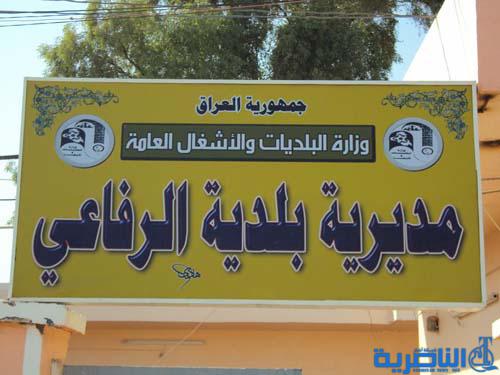 جمهورية العراق
وزارة البلديات والأشغال العامة
مديرية بلدية الرفاعي
الناصرية